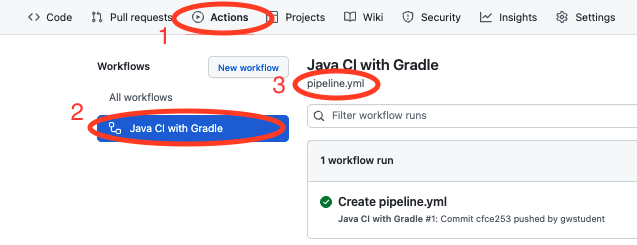 Code Pull requests Actions Projects Wiki Security Insights Settings
1
Workflows New workflow
All workflows
2 Java CI with Gradle
Java CI with Gradle
3 pipeline.yml
Filter workflow runs
1 workflow run
Create pipeline.yml
Java CI with Gradle #1: Commit cfce253 pushed by gwstudent